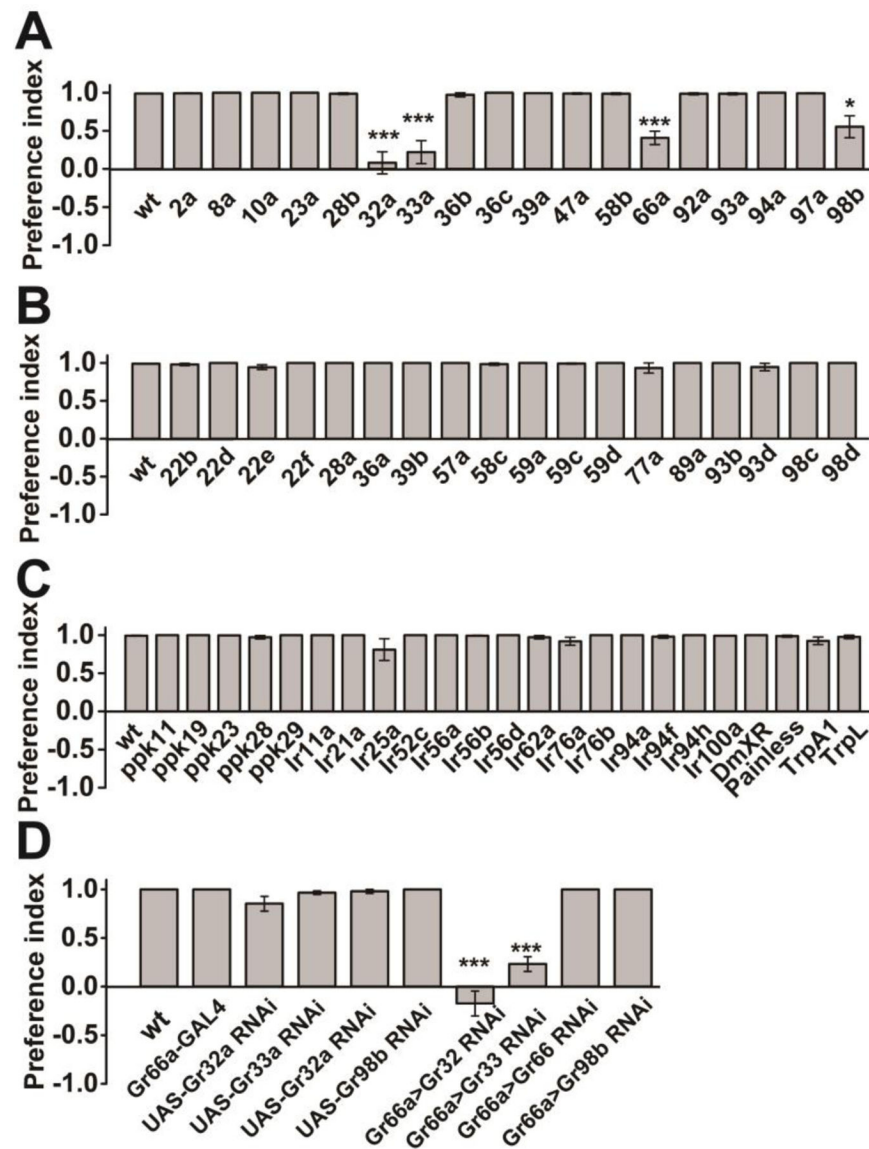 A
Preference index
1.0
0.5
0.0
-0.5
-1.0
*** *** *** *
wt 2a 8a 10a 23a 28b 32a 33a 36b 36c 39a 47a 58b 66a 92a 93a 94a 97a 98b
B
Preference index
1.0
0.5
0.0
-0.5
-1.0
wt 22b 22d 22e 22f 28a 36a 39b 57a 58c 59a 59c 59d 77a 89a 93b 93d 98c 98d
C
Preference index
1.0
0.5
0.0
-0.5
-1.0
wt ppk11 ppk19 ppk23 ppk28 ppk29 Ir11a Ir21a Ir25a Ir52c Ir56a Ir56b Ir56d Ir62a Ir76a Ir76b Ir94a Ir94f Ir94h Ir100a DmXR Painless TrpA1 TrpL
D
Preference index
1.0
0.5
0.0
-0.5
-1.0
*** ***
wt
Gr66a-GAL4
UAS-Gr32a RNAi
UAS-Gr33a RNAi
UAS-Gr32a RNAi
UAS-Gr98b RNAi
Gr66a>Gr32 RNAi
Gr66a>Gr33 RNAi
Gr66a>Gr66 RNAi
Gr66a>Gr98b RNAi